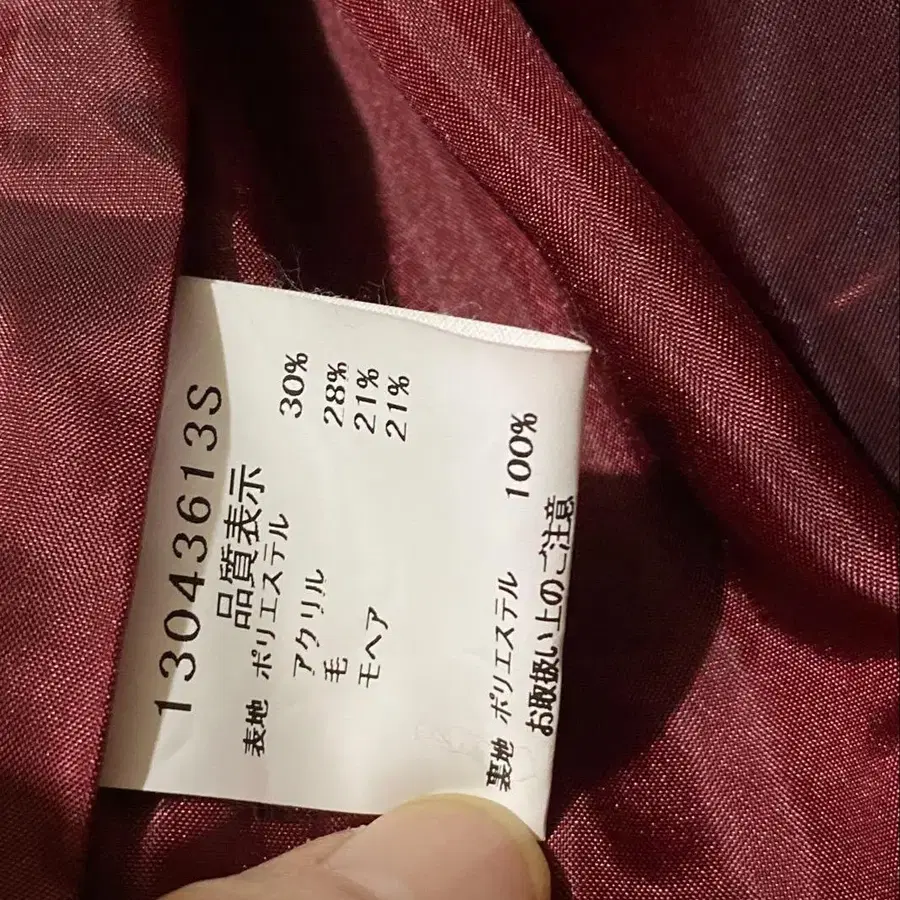 13043613S
品質表示
表地 ポリエステル 30%
アクリル 28%
毛 21%
モヘア 21%
裏地 ポリエステル 100%
お取扱い上のご注意